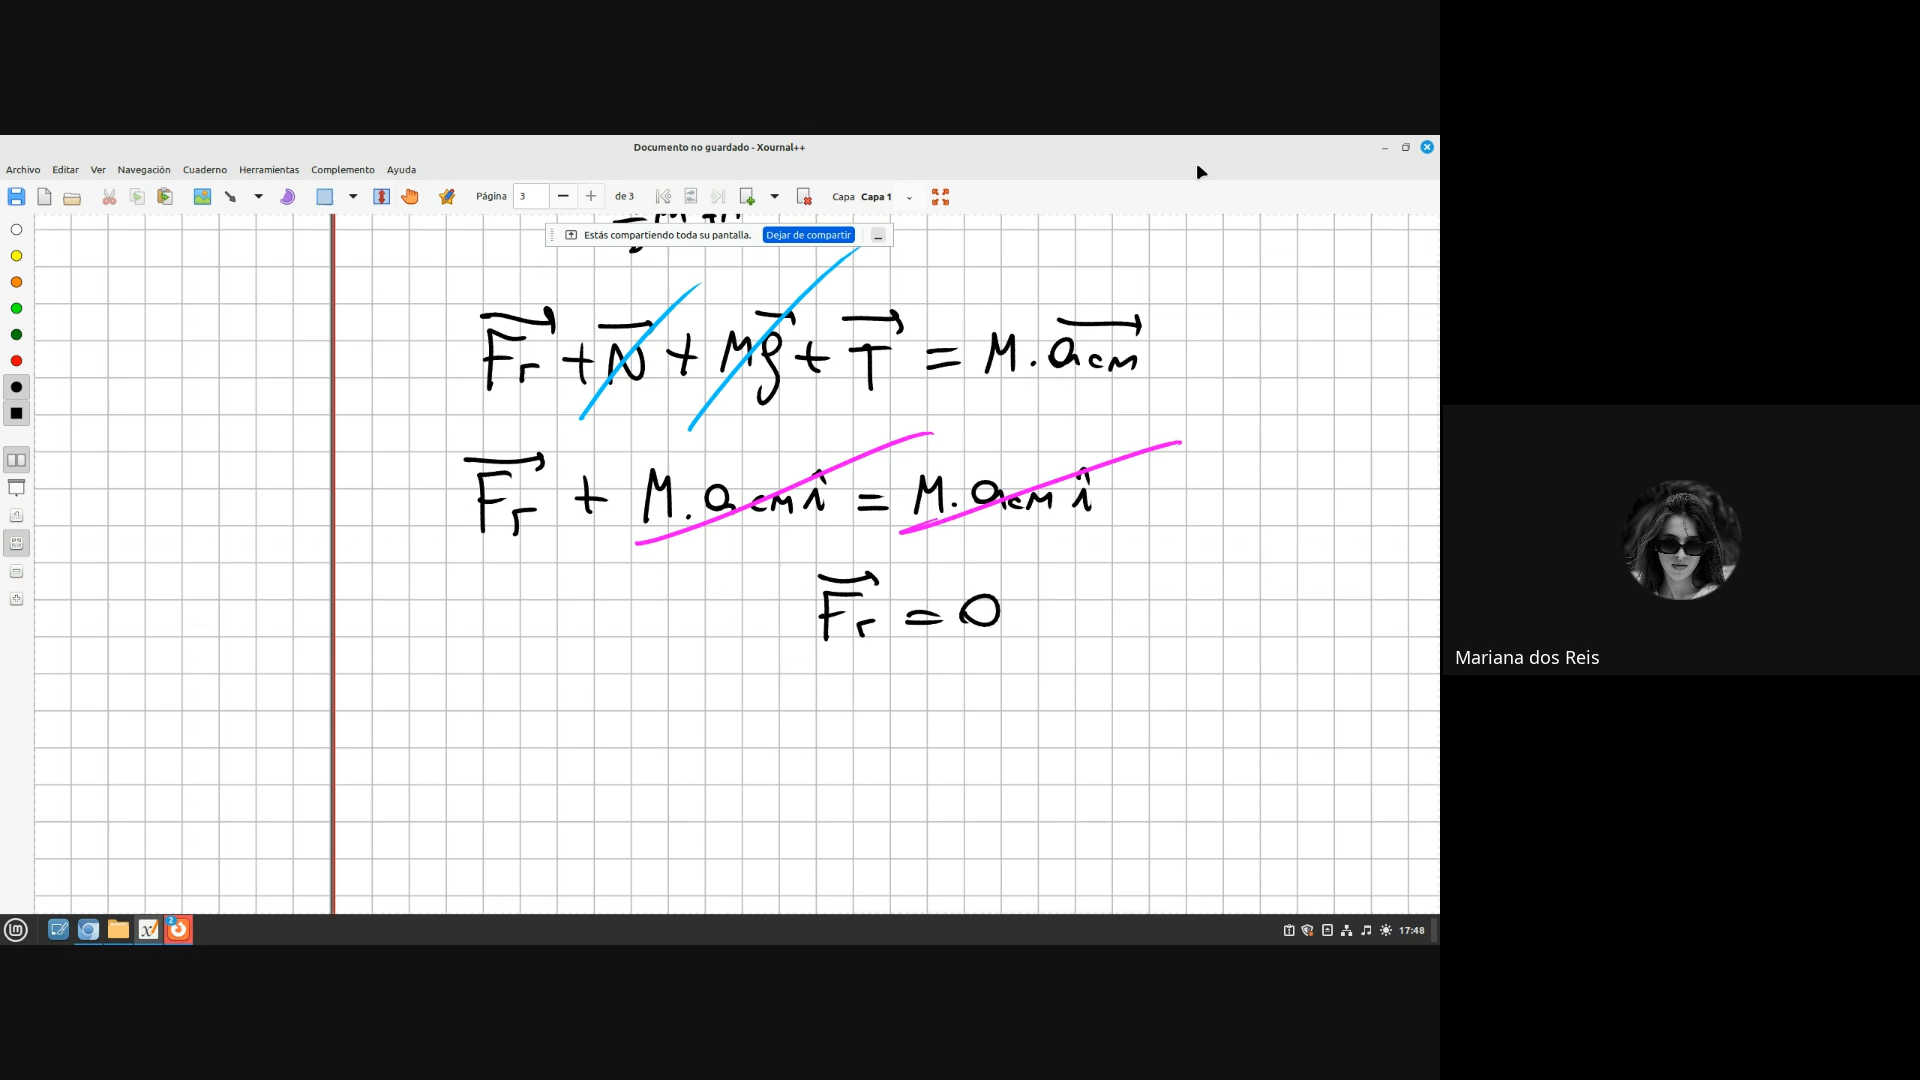 Documento no guardado - Xournal++
Archivo Editar Ver Navegación Cuaderno Herramientas Complemento Ayuda
Página 3 de 3 Capa Capa 1
Estás compartiendo toda su pantalla. Dejar de compartir
Fr + N + Mg + T = M. acm
Fr + M. acm i = M. acm i
Fr = 0
Mariana dos Reis
2
17:48